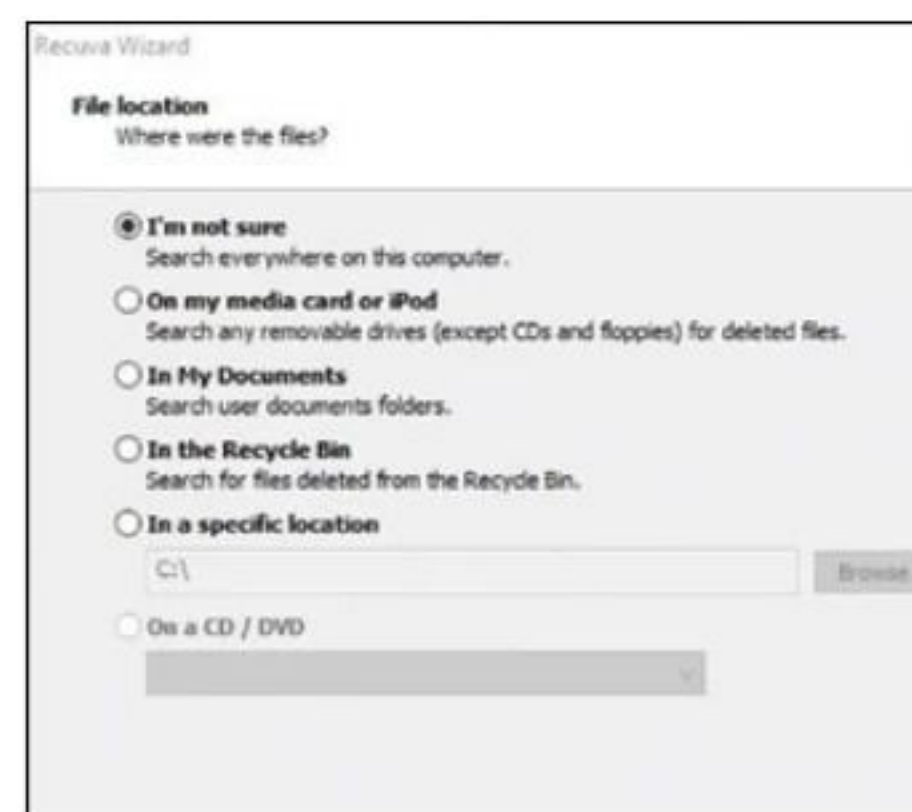 Recuva Wizard
File location
Where were the files?
I'm not sure
Search everywhere on this computer.
On my media card or iPod
Search any removable drives (except CDs and floppies) for deleted files.
In My Documents
Search user documents folders.
In the Recycle Bin
Search for files deleted from the Recycle Bin.
In a specific location
C:\
Browse
On a CD / DVD